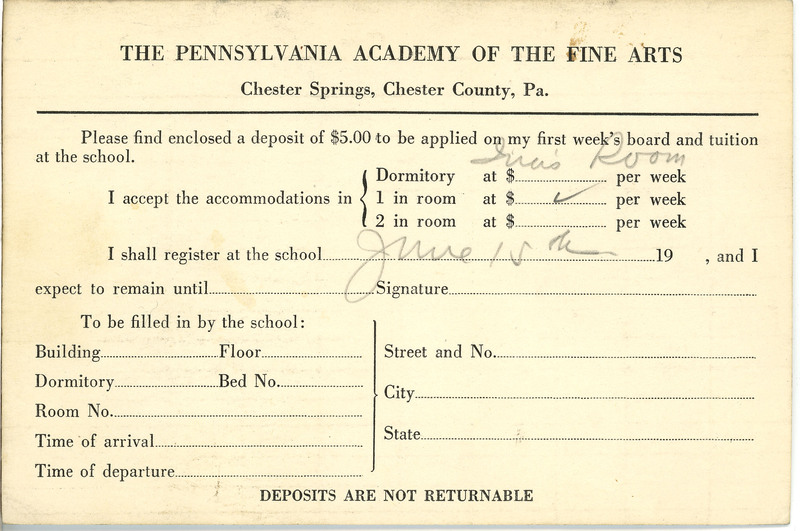 THE PENNSYLVANIA ACADEMY OF THE FINE ARTS
Chester Springs, Chester County, Pa.
Please find enclosed a deposit of $5.00 to be applied on my first week's board and tuition
at the school.
Room
Dormitory at $ per week
I accept the accommodations in { 1 in room at $ ✓ per week
2 in room at $ per week
I shall register at the school June 15th 19 , and I
expect to remain until Signature
To be filled in by the school:
Building Floor
Street and No.
Dormitory Bed No.
City
Room No.
State
Time of arrival
Time of departure
DEPOSITS ARE NOT RETURNABLE